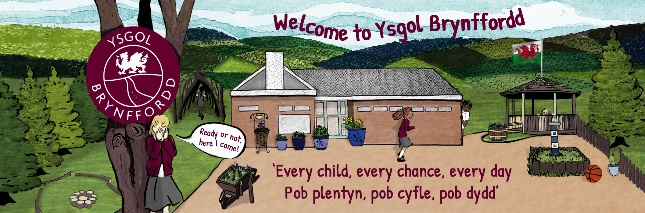 Welcome to Ysgol Brynffordd
YSGOL
BRYNFFORDD
Ready or not,
here I come!
'Every child, every chance, every day
Pob plentyn, pob cyfle, pob dydd'